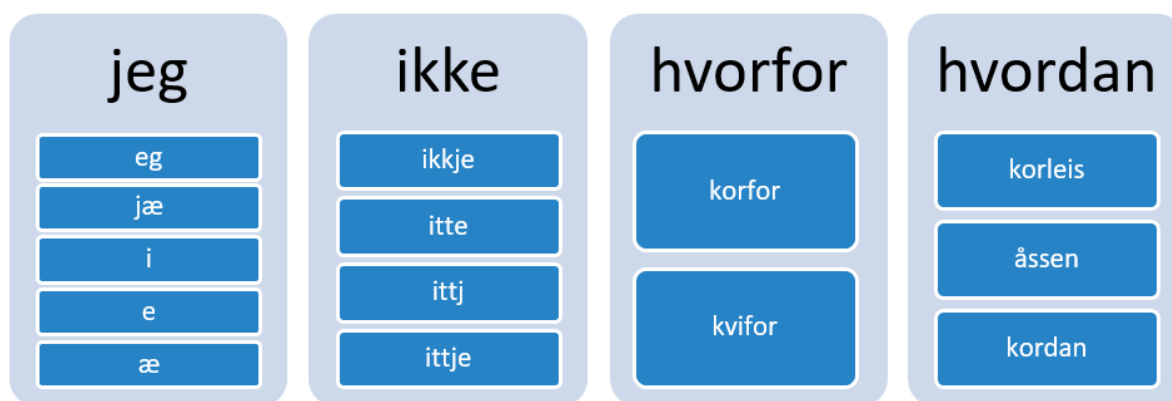 jeg
eg
jæ
i
e
æ
ikke
ikkje
itte
ittj
ittje
hvorfor
korfor
kvifor
hvordan
korleis
åssen
kordan